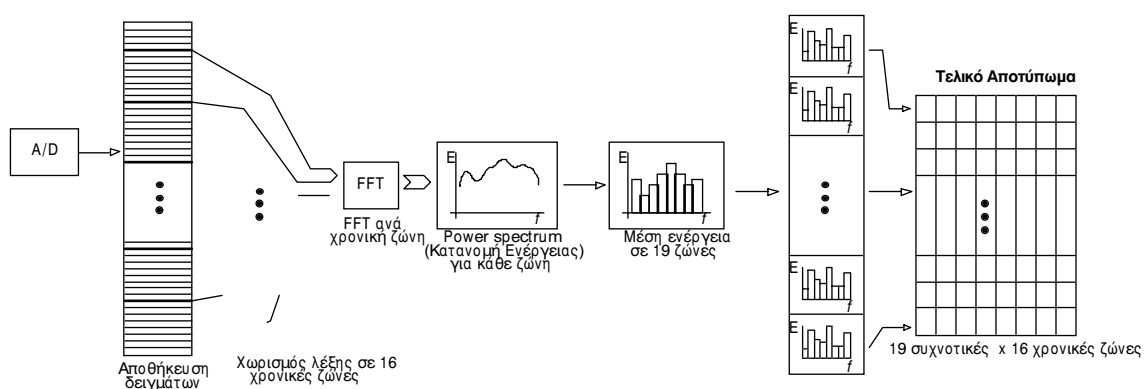 A/D
Αποθήκευση
δειγμάτων
Χωρισμός λέξης σε 16
χρονικές ζώνες
FFT
FFT ανά
χρονική ζώνη
E
f
Power spectrum
(Κατανομή Ενέργειας)
για κάθε ζώνη
E
f
Μέση ενέργεια
σε 19 ζώνες
E
f
E
f
E
f
E
f
Τελικό Αποτύπωμα
19 συχνοτικές x 16 χρονικές ζώνες